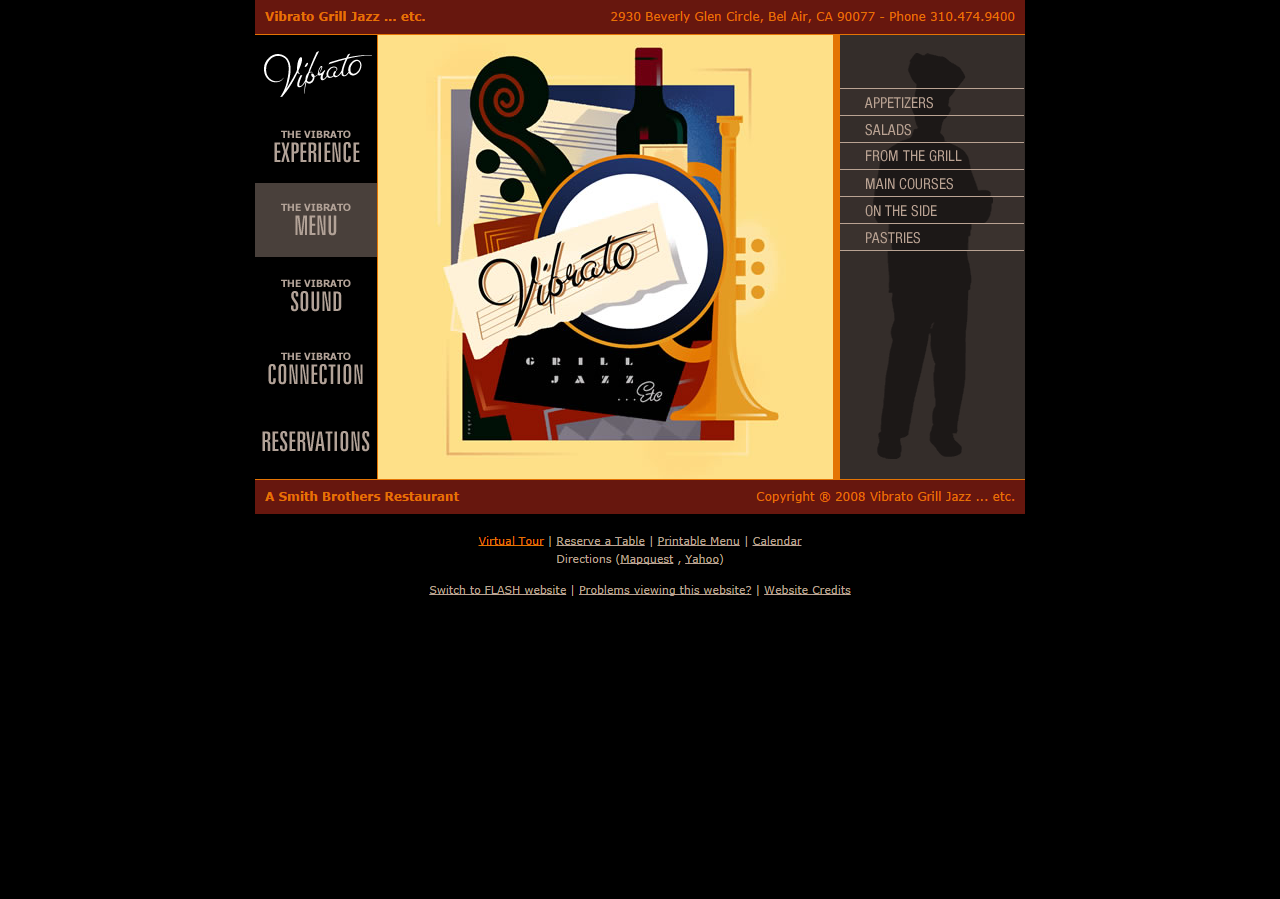 Vibrato Grill Jazz ... etc.
2930 Beverly Glen Circle, Bel Air, CA 90077 - Phone 310.474.9400
Vibrato
THE VIBRATO
EXPERIENCE
THE VIBRATO
MENU
THE VIBRATO
SOUND
THE VIBRATO
CONNECTION
RESERVATIONS
Vibrato
GRILL
JAZZ
...Etc
APPETIZERS
SALADS
FROM THE GRILL
MAIN COURSES
ON THE SIDE
PASTRIES
A Smith Brothers Restaurant
Copyright ® 2008 Vibrato Grill Jazz ... etc.
Virtual Tour | Reserve a Table | Printable Menu | Calendar
Directions (Mapquest , Yahoo)
Switch to FLASH website | Problems viewing this website? | Website Credits